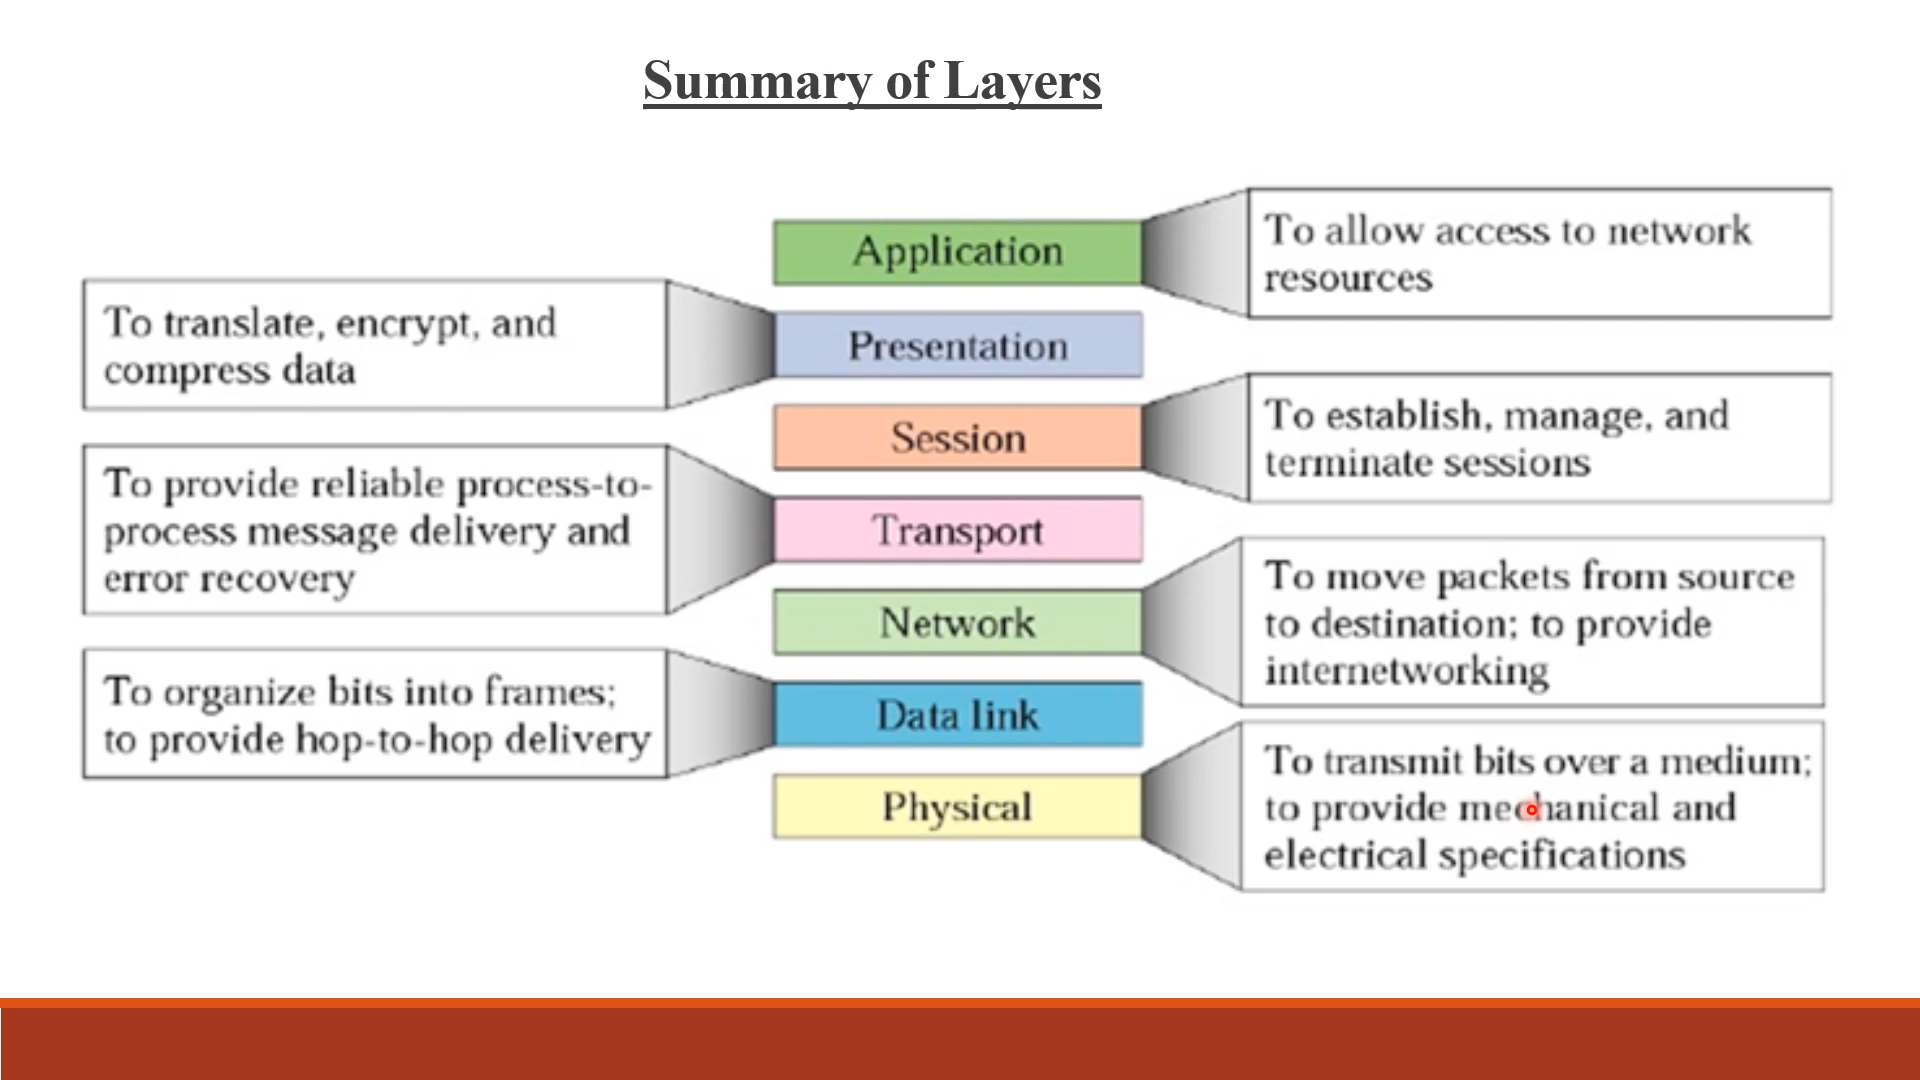 Summary of Layers
Application
To allow access to network
resources
To translate, encrypt, and
compress data
Presentation
Session
To establish, manage, and
terminate sessions
To provide reliable process-to-
process message delivery and
error recovery
Transport
Network
To move packets from source
to destination; to provide
internetworking
To organize bits into frames;
to provide hop-to-hop delivery
Data link
Physical
To transmit bits over a medium;
to provide mechanical and
electrical specifications